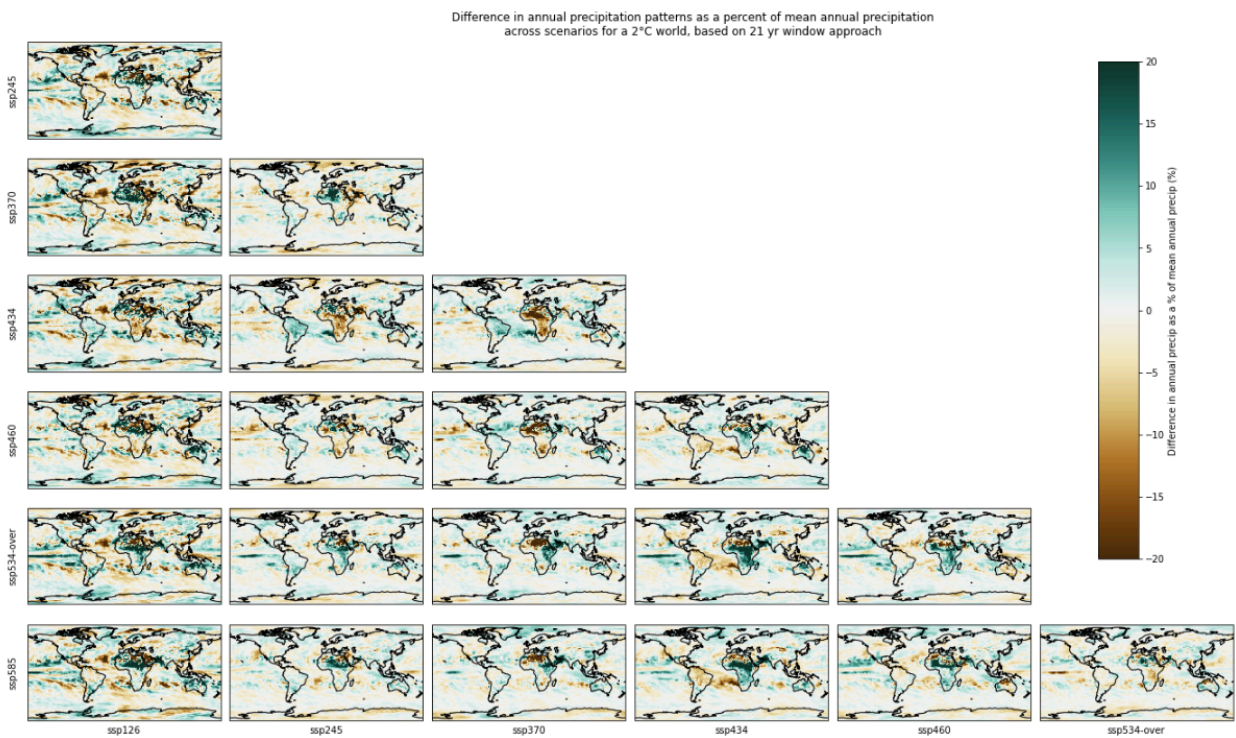 Difference in annual precipitation patterns as a percent of mean annual precipitation
across scenarios for a 2°C world, based on 21 yr window approach
ssp245
ssp370
ssp434
ssp460
ssp534-over
ssp585
ssp126
ssp245
ssp370
ssp434
ssp460
ssp534-over
20
15
10
5
0
−5
−10
−15
−20
Difference in annual precip as a % of mean annual precip (%)